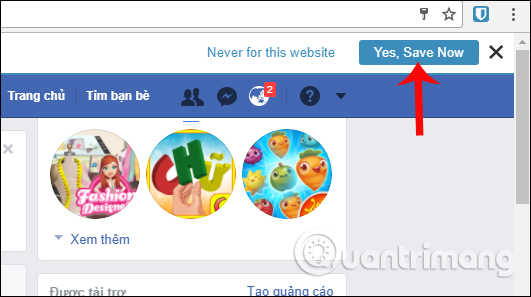 Never for this website Yes, Save Now
Trang chủ Tìm bạn bè 2
Fashion Designer CHỮ C
Xem thêm
Quantrimang
Được tài trợ Tạo quảng cáo